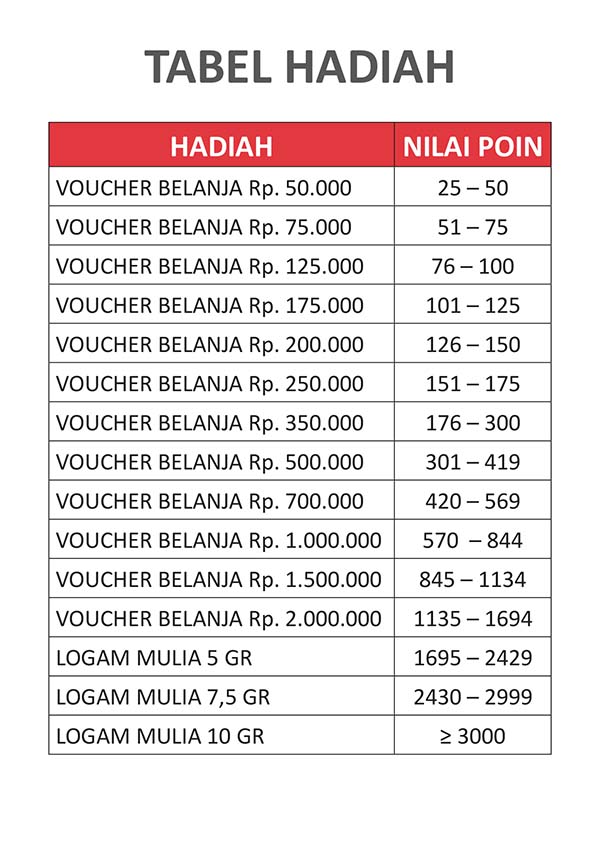 TABEL HADIAH
HADIAH NILAI POIN
VOUCHER BELANJA Rp. 50.000 25 – 50
VOUCHER BELANJA Rp. 75.000 51 – 75
VOUCHER BELANJA Rp. 125.000 76 – 100
VOUCHER BELANJA Rp. 175.000 101 – 125
VOUCHER BELANJA Rp. 200.000 126 – 150
VOUCHER BELANJA Rp. 250.000 151 – 175
VOUCHER BELANJA Rp. 350.000 176 – 300
VOUCHER BELANJA Rp. 500.000 301 – 419
VOUCHER BELANJA Rp. 700.000 420 – 569
VOUCHER BELANJA Rp. 1.000.000 570 – 844
VOUCHER BELANJA Rp. 1.500.000 845 – 1134
VOUCHER BELANJA Rp. 2.000.000 1135 – 1694
LOGAM MULIA 5 GR 1695 – 2429
LOGAM MULIA 7,5 GR 2430 – 2999
LOGAM MULIA 10 GR ≥ 3000